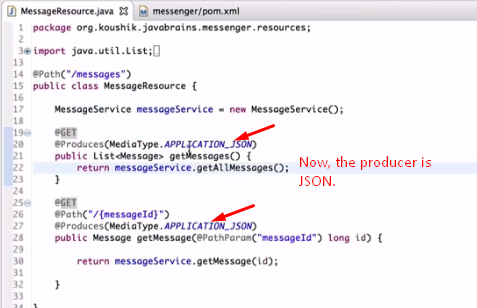 MessageResource.java messenger/pom.xml
1 package org.koushik.javabrains.messenger.resources;
2
3 import java.util.List;
13
14 @Path("/messages")
15 public class MessageResource {
16
17 MessageService messageService = new MessageService();
18
19 @GET
20 @Produces(MediaType.APPLICATION_JSON)
21 public List<Message> getMessages() {
22 return messageService.getAllMessages();
23 }
24
25 @GET
26 @Path("/{messageId}")
27 @Produces(MediaType.APPLICATION_JSON)
28 public Message getMessage(@PathParam("messageId") long id) {
29
30 return messageService.getMessage(id);
31
32 }
33
34 }
Now, the producer is
JSON.